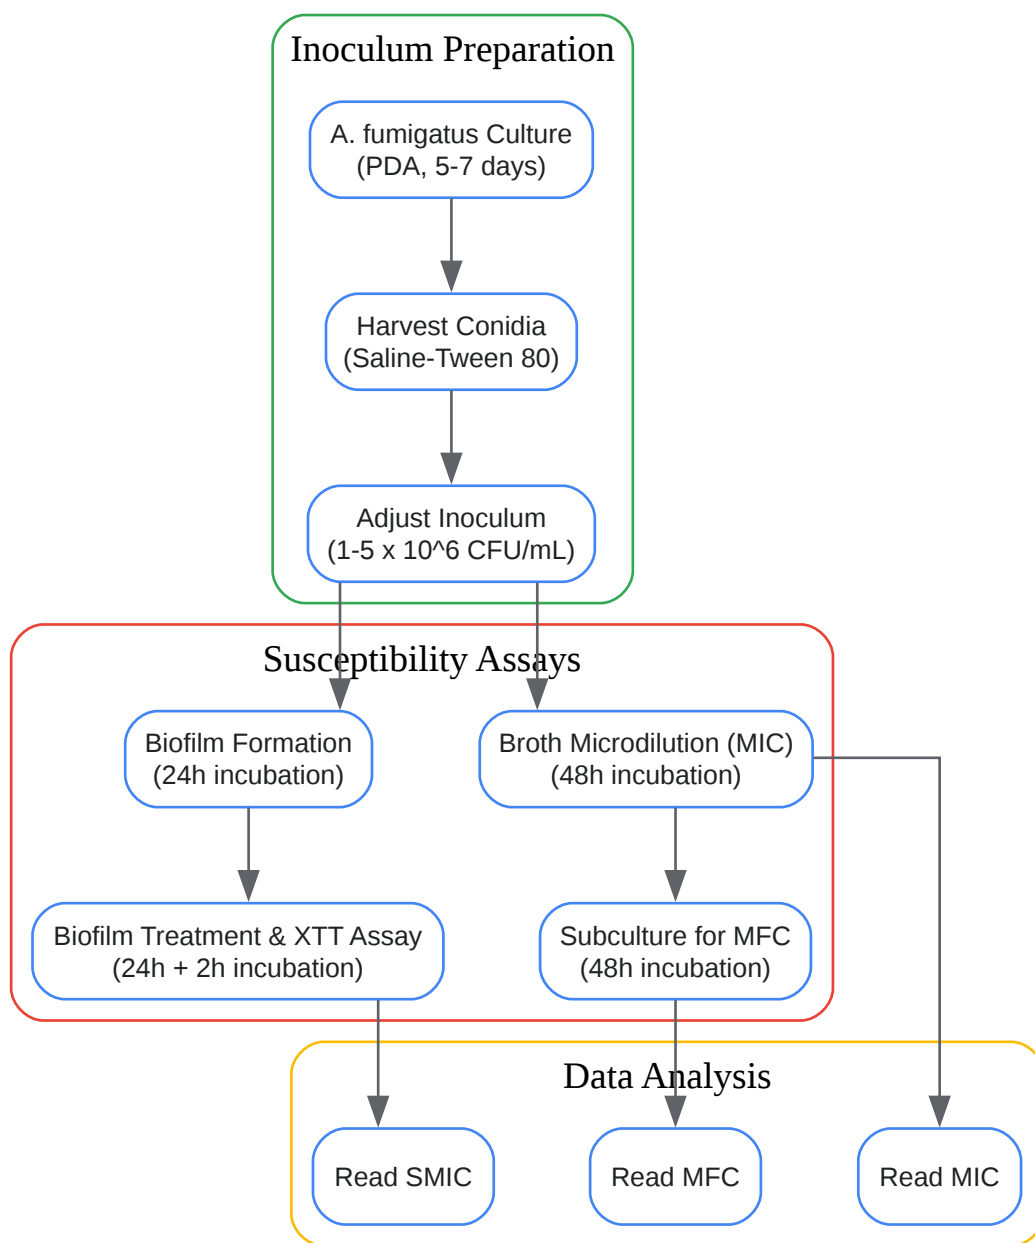 Inoculum Preparation
A. fumigatus Culture
(PDA, 5-7 days)
Harvest Conidia
(Saline-Tween 80)
Adjust Inoculum
(1-5 x 10^6 CFU/mL)
Susceptibility Assays
Biofilm Formation
(24h incubation)
Broth Microdilution (MIC)
(48h incubation)
Biofilm Treatment & XTT Assay
(24h + 2h incubation)
Subculture for MFC
(48h incubation)
Data Analysis
Read SMIC
Read MFC
Read MIC